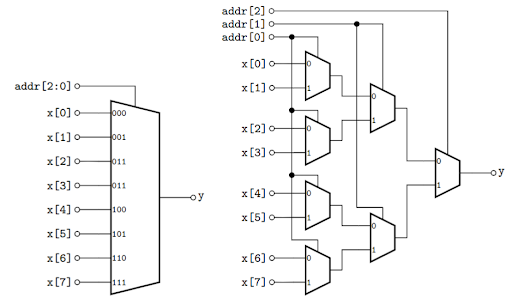 addr[2:0]
x[0] 000
x[1] 001
x[2] 011
x[3] 011
x[4] 100
x[5] 101
x[6] 110
x[7] 111
y
addr[2]
addr[1]
addr[0]
x[0] 0
x[1] 1
x[2] 0
x[3] 1
x[4] 0
x[5] 1
x[6] 0
x[7] 1
0
1
0
1
0
1
y